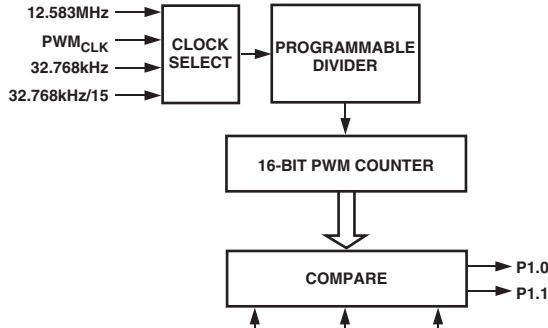 12.583MHz
PWMCLK
32.768kHz
32.768kHz/15
CLOCK
SELECT
PROGRAMMABLE
DIVIDER
16-BIT PWM COUNTER
COMPARE
P1.0
P1.1